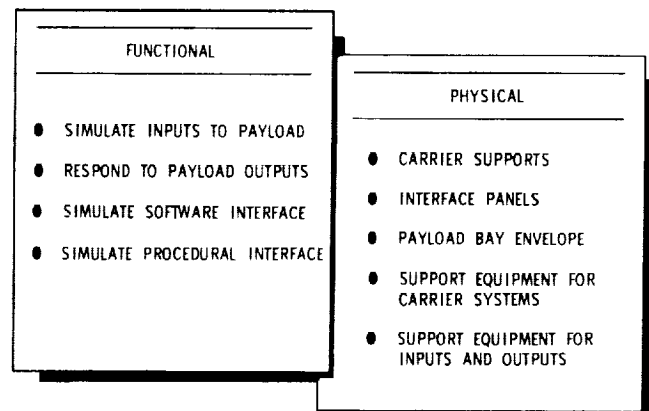 FUNCTIONAL
● SIMULATE INPUTS TO PAYLOAD
● RESPOND TO PAYLOAD OUTPUTS
● SIMULATE SOFTWARE INTERFACE
● SIMULATE PROCEDURAL INTERFACE
PHYSICAL
● CARRIER SUPPORTS
● INTERFACE PANELS
● PAYLOAD BAY ENVELOPE
● SUPPORT EQUIPMENT FOR
CARRIER SYSTEMS
● SUPPORT EQUIPMENT FOR
INPUTS AND OUTPUTS